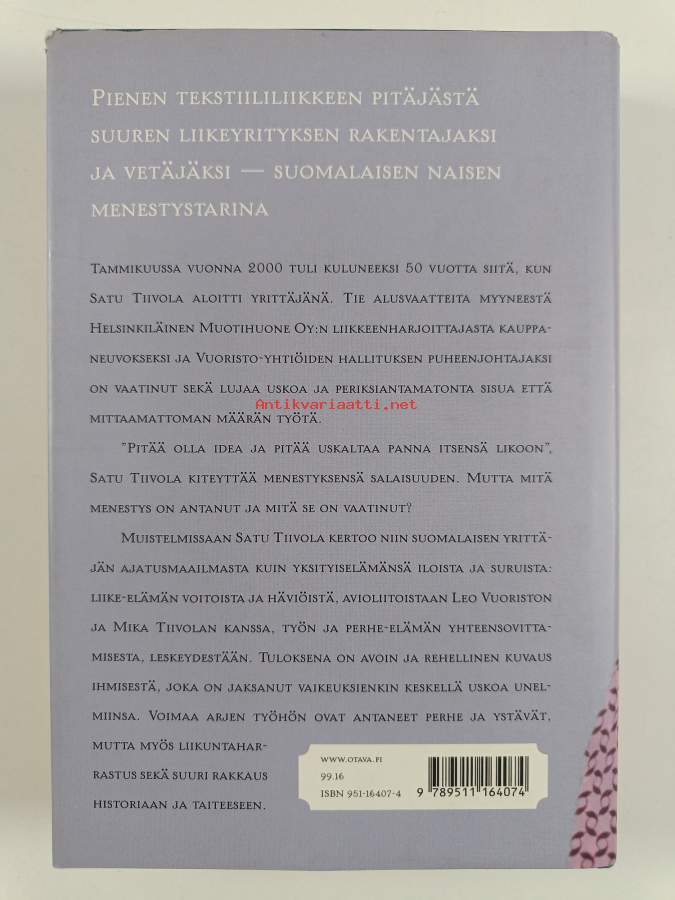 Pienen tekstiililiikkeen pitäjästä
suuren liikeyrityksen rakentajaksi
ja vetäjäksi — suomalaisen naisen
menestystarina
Tammikuussa vuonna 2000 tuli kuluneeksi 50 vuotta siitä, kun
Satu Tiivola aloitti yrittäjänä. Tie alusvaatteita myyneestä
Helsinkiläinen Muotihuone Oy:n liikkeenharjoittajasta kauppa-
neuvokseksi ja Vuoristo-yhtiöiden hallituksen puheenjohtajaksi
on vaatinut sekä lujaa uskoa ja periksiantamatonta sisua että
Antikvariaatti.net
mittaamattoman määrän työtä.
”Pitää olla idea ja pitää uskaltaa panna itsensä likoon”,
Satu Tiivola kiteyttää menestyksensä salaisuuden. Mutta mitä
menestys on antanut ja mitä se on vaatinut?
Muistelmissaan Satu Tiivola kertoo niin suomalaisen yrittä-
jän ajatusmaailmasta kuin yksityiselämänsä iloista ja suruista:
liike-elämän voitoista ja häviöistä, avioliitoistaan Leo Vuoriston
ja Mika Tiivolan kanssa, työn ja perhe-elämän yhteensovitta-
misesta, leskeydestään. Tuloksena on avoin ja rehellinen kuvaus
ihmisestä, joka on jaksanut vaikeuksienkin keskellä uskoa unel-
miinsa. Voimaa arjen työhön ovat antaneet perhe ja ystävät,
mutta myös liikuntahar-
rastus sekä suuri rakkaus
historiaan ja taiteeseen.
www.otava.fi
99.16
ISBN 951-16407-4
9 789511 164074